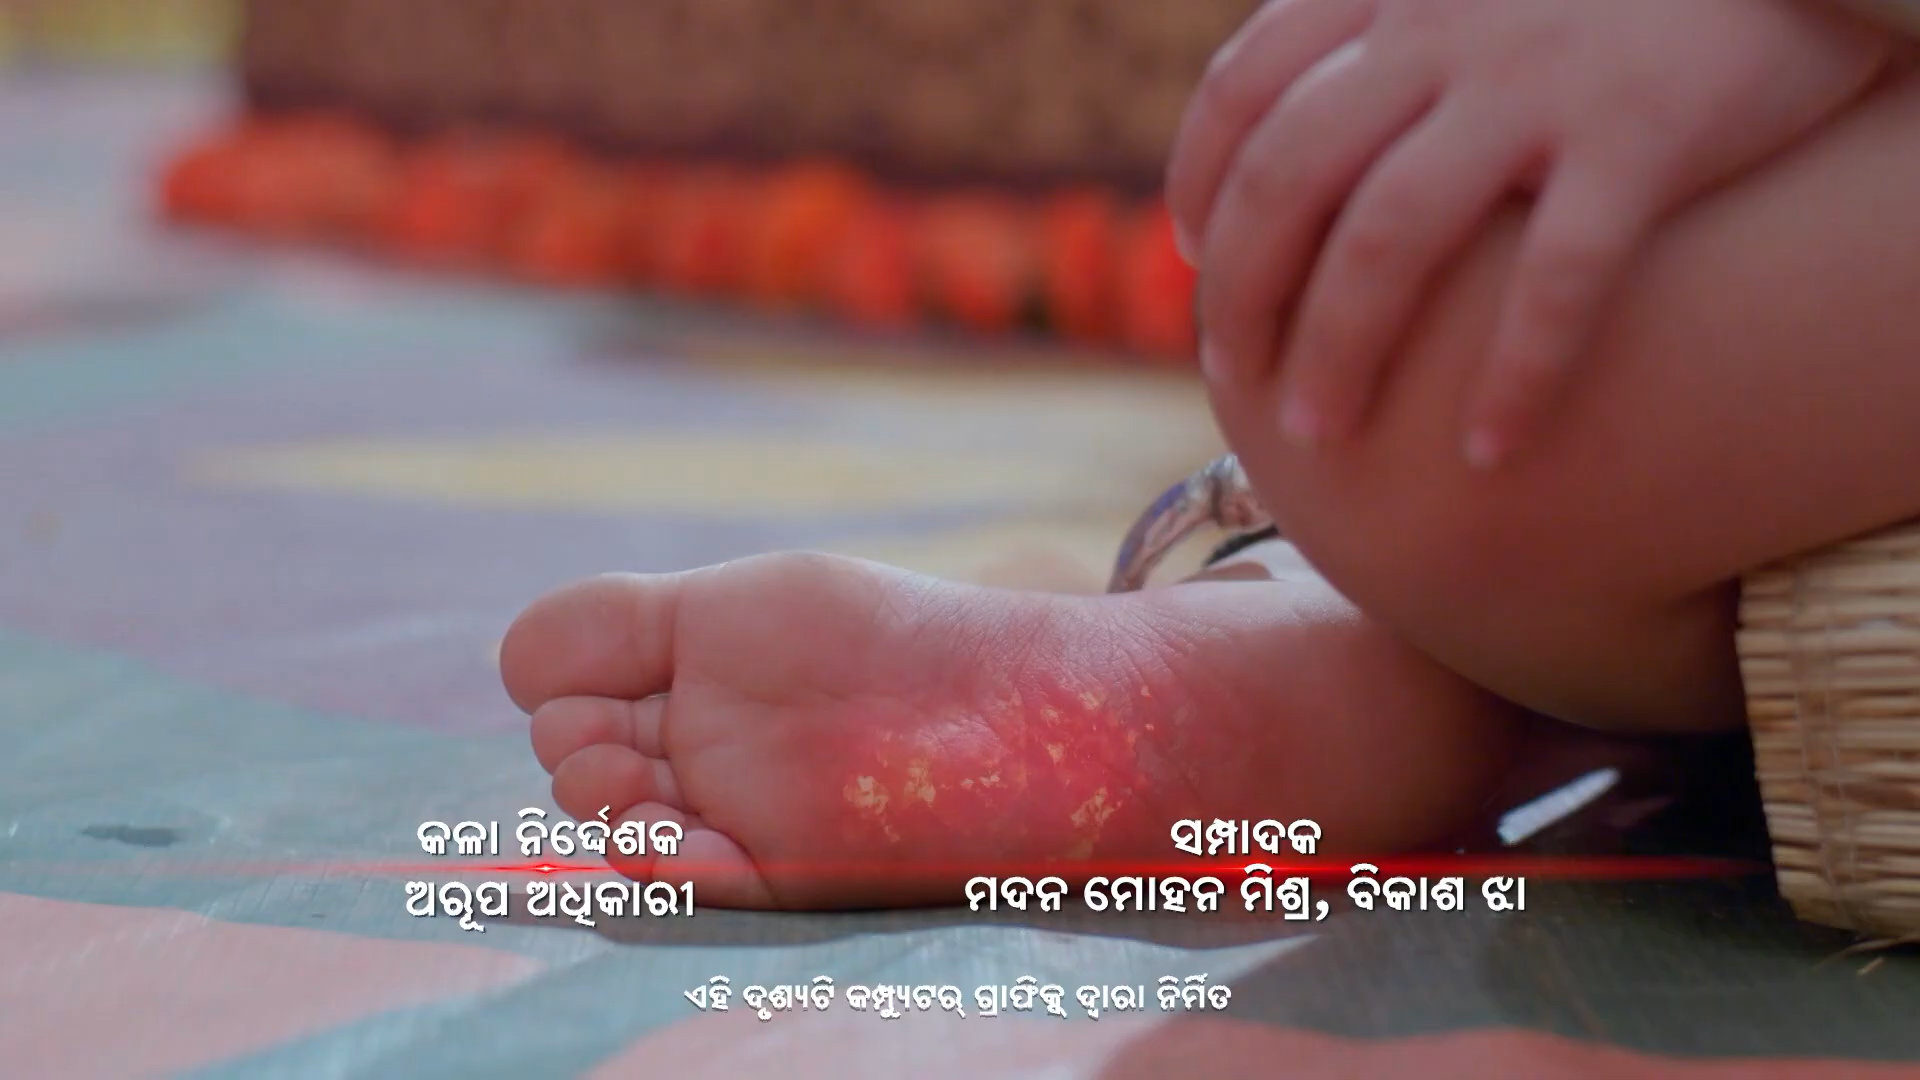 କଳା ନିର୍ଦ୍ଦେଶକ
ଅରୂପ ଅଧିକାରୀ
ସମ୍ପାଦକ
ମଦନ ମୋହନ ମିଶ୍ର, ବିକାଶ ଝା
ଏହି ଦୃଶ୍ୟଟି କମ୍ପ୍ୟୁଟର୍ ଗ୍ରାଫିକ୍ସ ଦ୍ୱାରା ନିର୍ମିତ